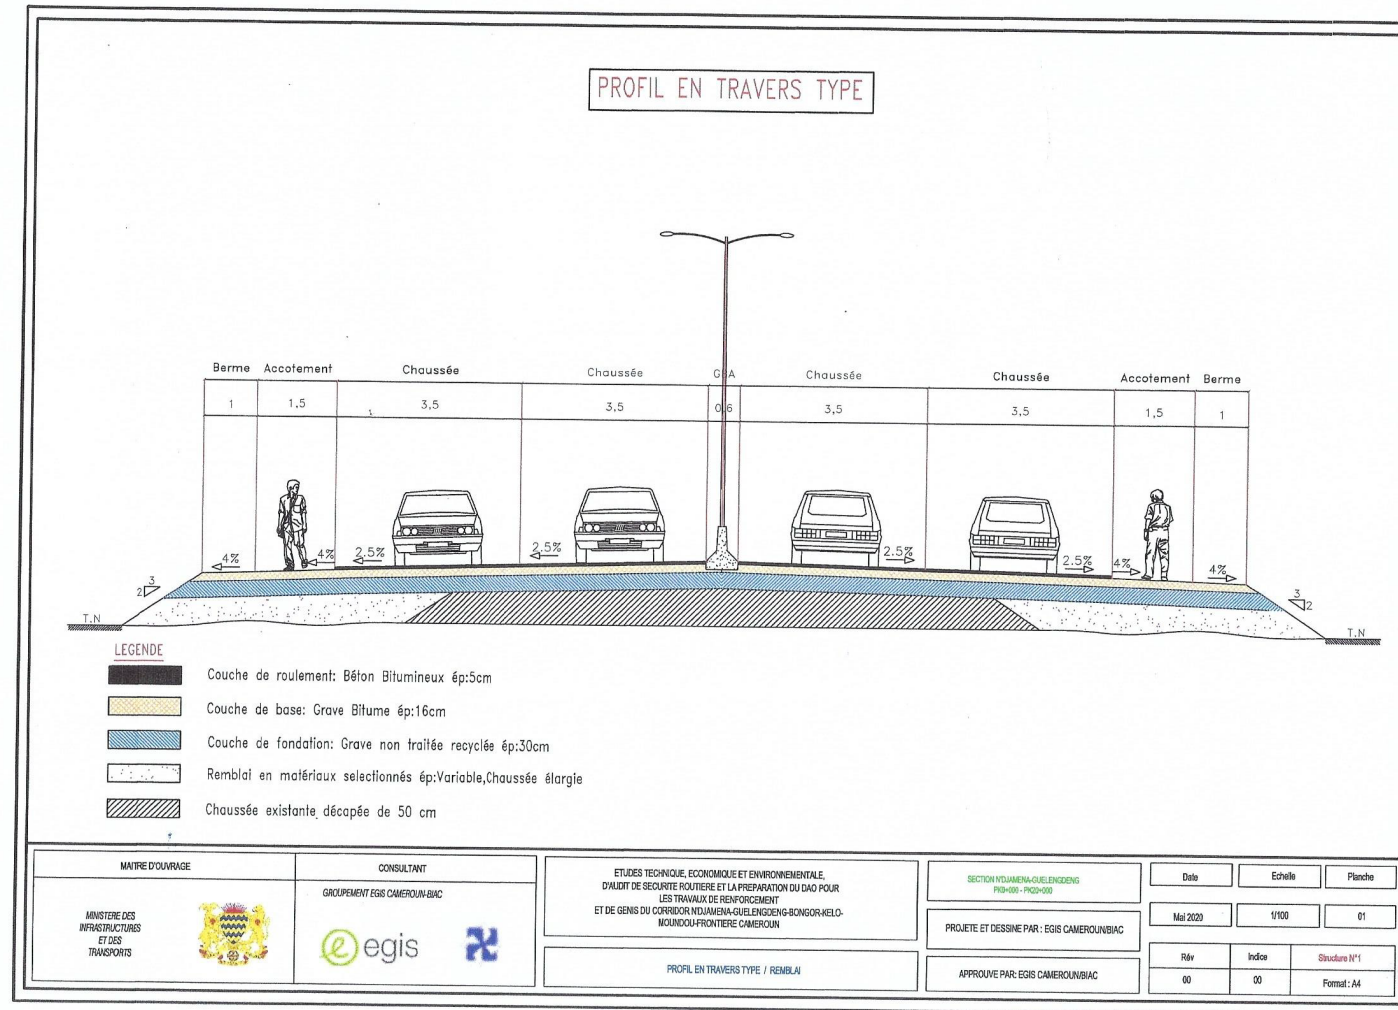 PROFIL EN TRAVERS TYPE
Berme Accotement Chaussée Chaussée GBA Chaussée Chaussée Accotement Berme
1 1,5 3,5 3,5 0,6 3,5 3,5 1,5 1
4% 4% 2.5% 2.5% 2.5% 2.5% 4% 4%
3 3
2 2
T.N T.N
LEGENDE
Couche de roulement: Béton Bitumineux ép:5cm
Couche de base: Grave Bitume ép:16cm
Couche de fondation: Grave non traitée recyclée ép:30cm
Remblai en matériaux selectionnés ép:Variable,Chaussée élargie
Chaussée existante décapée de 50 cm
MAITRE D'OUVRAGE
MINISTERE DES
INFRASTRUCTURES
ET DES
TRANSPORTS
CONSULTANT
GROUPEMENT EGIS CAMEROUN-BIAC
e egis
ETUDES TECHNIQUE, ECONOMIQUE ET ENVIRONNEMENTALE,
D'AUDIT DE SECURITE ROUTIERE ET LA PREPARATION DU DAO POUR
LES TRAVAUX DE RENFORCEMENT
ET DE GENIS DU CORRIDOR N'DJAMENA-GUELENGDENG-BONGOR-KELO-
MOUNDOU-FRONTIERE CAMEROUN
PROFIL EN TRAVERS TYPE / REMBLAI
SECTION N'DJAMENA-GUELENGDENG
PK0+000 - PK20+000
PROJETE ET DESSINE PAR : EGIS CAMEROUN/BIAC
APPROUVE PAR: EGIS CAMEROUN/BIAC
Date Echelle Planche
Mai 2020 1/100 01
Rév Indice Structure N°1
00 00 Format : A4